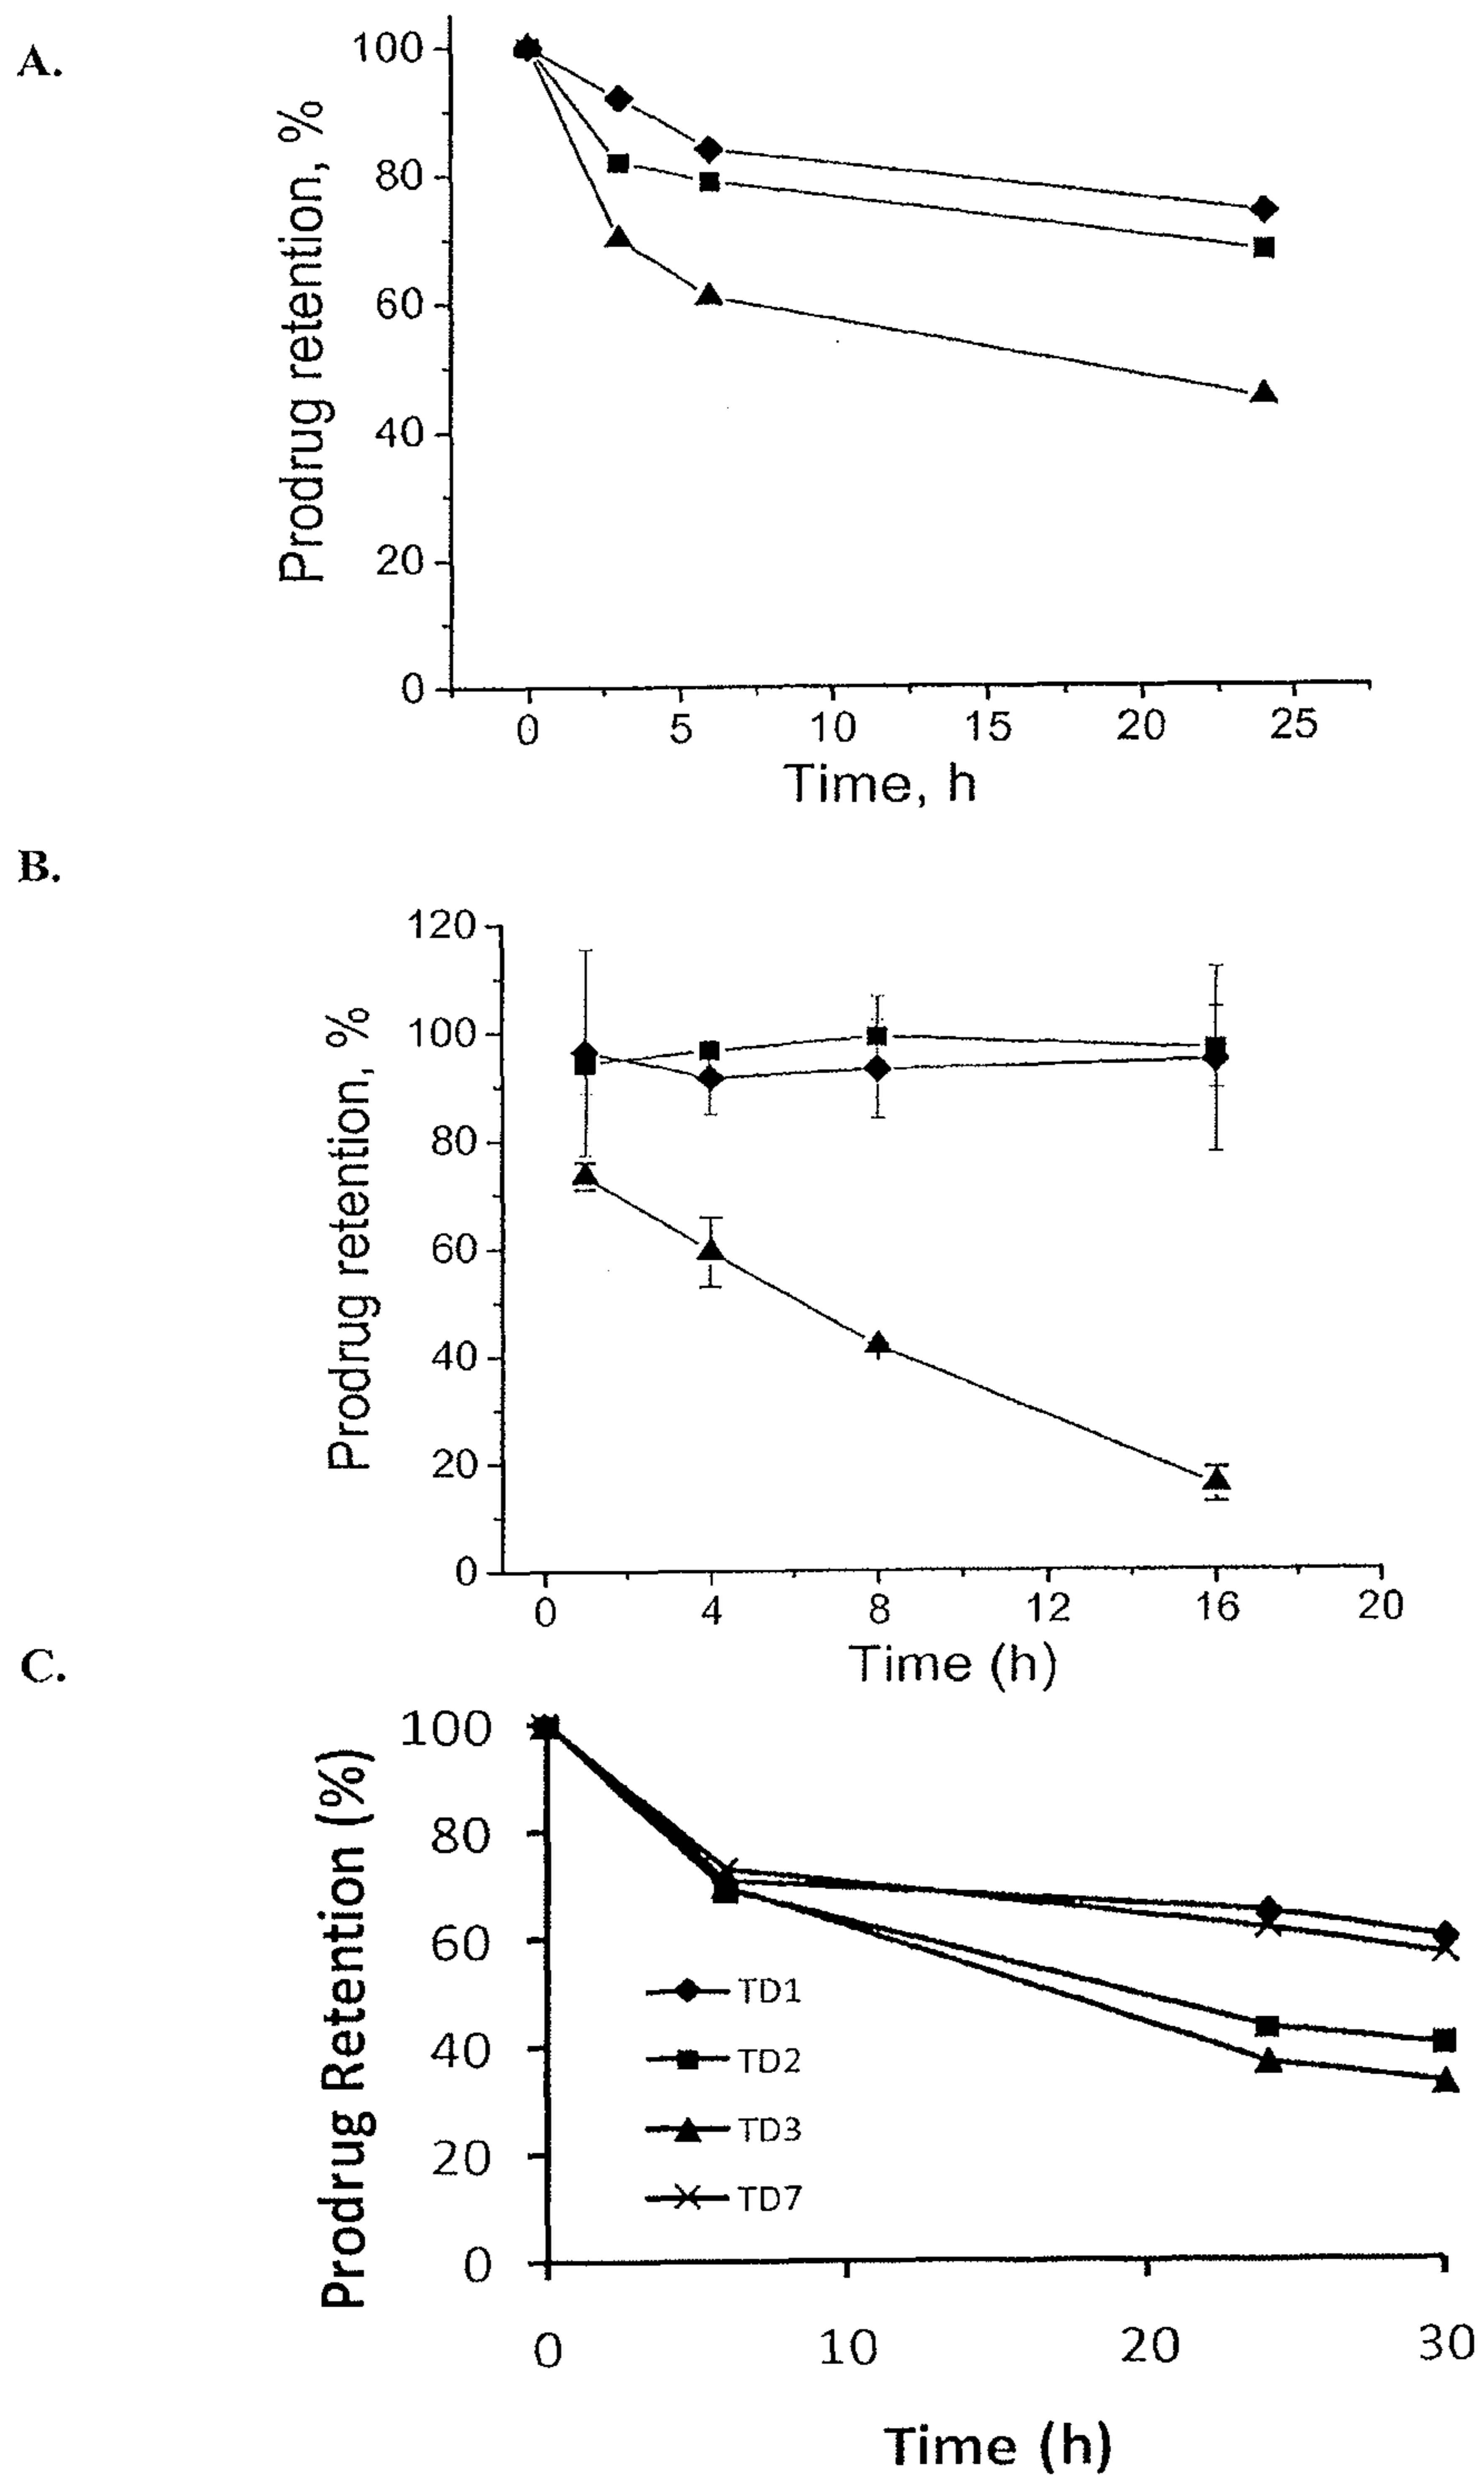 A.
Prodrug retention, %
100
80
60
40
20
0
0 5 10 15 20 25
Time, h
B.
Prodrug retention, %
120
100
80
60
40
20
0
0 4 8 12 16 20
Time (h)
C.
Prodrug Retention (%)
100
80
60
40
20
0
TD1
TD2
TD3
TD7
0 10 20 30
Time (h)